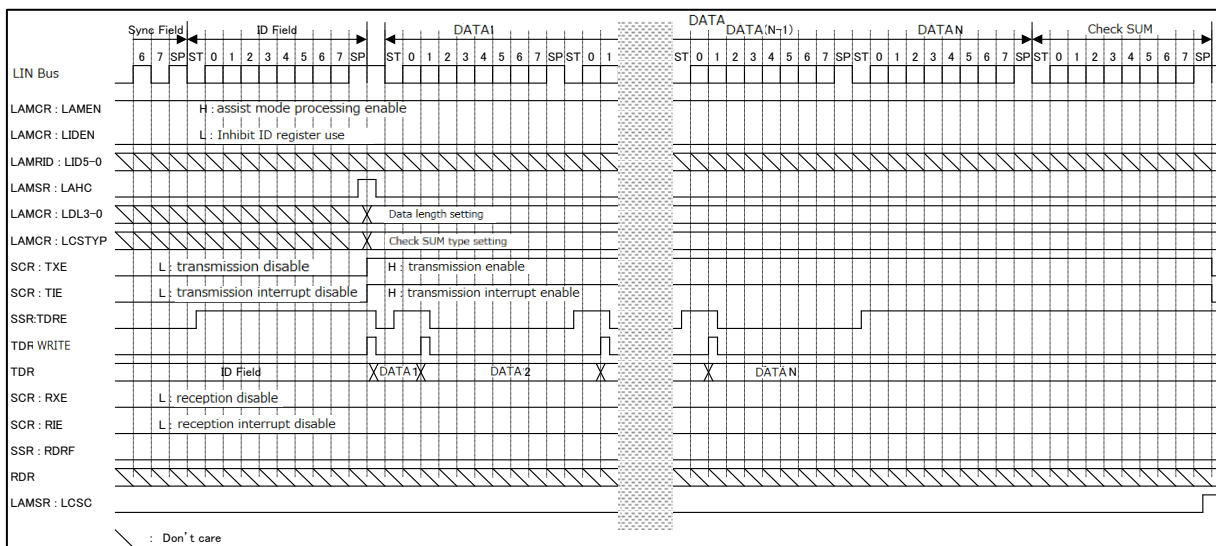 DATA
Sync Field ID Field DATA1 DATA(N-1) DATAN Check SUM
6 7 SP ST 0 1 2 3 4 5 6 7 SP ST 0 1 2 3 4 5 6 7 SP ST 0 1 ST 0 1 2 3 4 5 6 7 SP ST 0 1 2 3 4 5 6 7 SP ST 0 1 2 3 4 5 6 7 SP
LIN Bus
LAMCR : LAMEN H : assist mode processing enable
LAMCR : LIDEN L : Inhibit ID register use
LAMRID : LID5-0
LAMSR : LAHC
LAMCR : LDL3-0 Data length setting
LAMCR : LCSTYP Check SUM type setting
SCR : TXE L : transmission disable H : transmission enable
SCR : TIE L : transmission interrupt disable H : transmission interrupt enable
SSR:TDRE
TDR WRITE
TDR ID Field DATA1 DATA2 DATAN
SCR : RXE L : reception disable
SCR : RIE L : reception interrupt disable
SSR : RDRF
RDR
LAMSR : LCSC
: Don't care